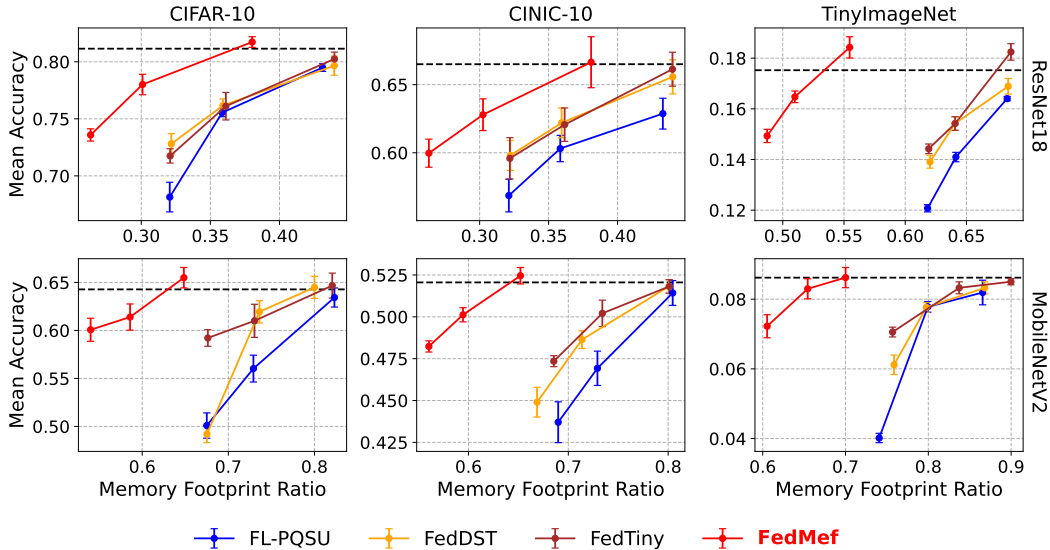 CIFAR-10
CINIC-10
TinyImageNet
Mean Accuracy
0.80
0.75
0.70
0.30 0.35 0.40
0.65
0.60
0.30 0.35 0.40
0.18
0.16
0.14
0.12
0.50 0.55 0.60 0.65
ResNet18
Mean Accuracy
0.65
0.60
0.55
0.50
0.6 0.7 0.8
Memory Footprint Ratio
0.525
0.500
0.475
0.450
0.425
0.6 0.7 0.8
Memory Footprint Ratio
0.08
0.06
0.04
0.6 0.7 0.8 0.9
Memory Footprint Ratio
MobileNetV2
FL-PQSU FedDST FedTiny FedMef